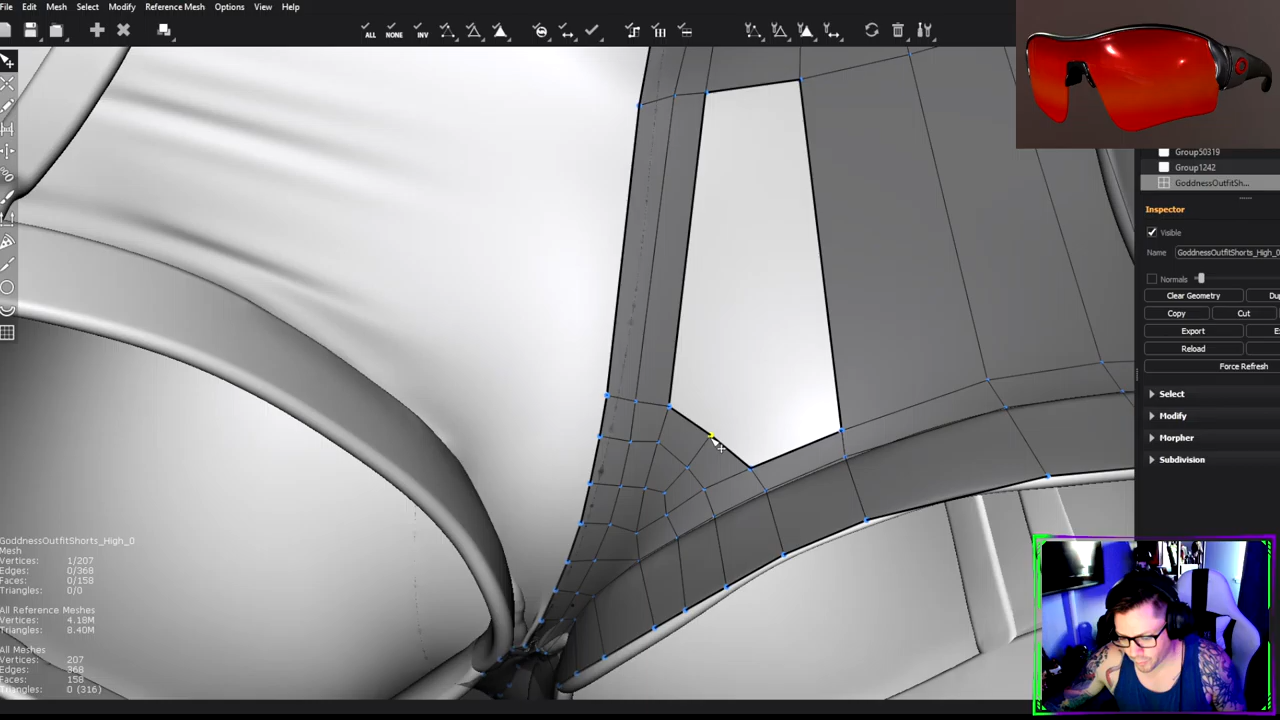 File Edit Mesh Select Modify Reference Mesh Options View Help
ALL NONE INV
Group50319
Group1242
GoddnessOutfitSh...
Inspector
Visible
Name GoddnessOutfitShorts_High_0
Normals
Clear Geometry
Copy Cut
Export
Reload
Force Refresh
Select
Modify
Morpher
Subdivision
GoddnessOutfitShorts_High_0
Mesh
Vertices: 1/207
Edges: 0/368
Faces: 0/158
Triangles: 0/0
All Reference Meshes
Vertices: 4.18M
Triangles: 8.40M
All Meshes
Vertices: 207
Edges: 368
Faces: 158
Triangles: 0 (316)